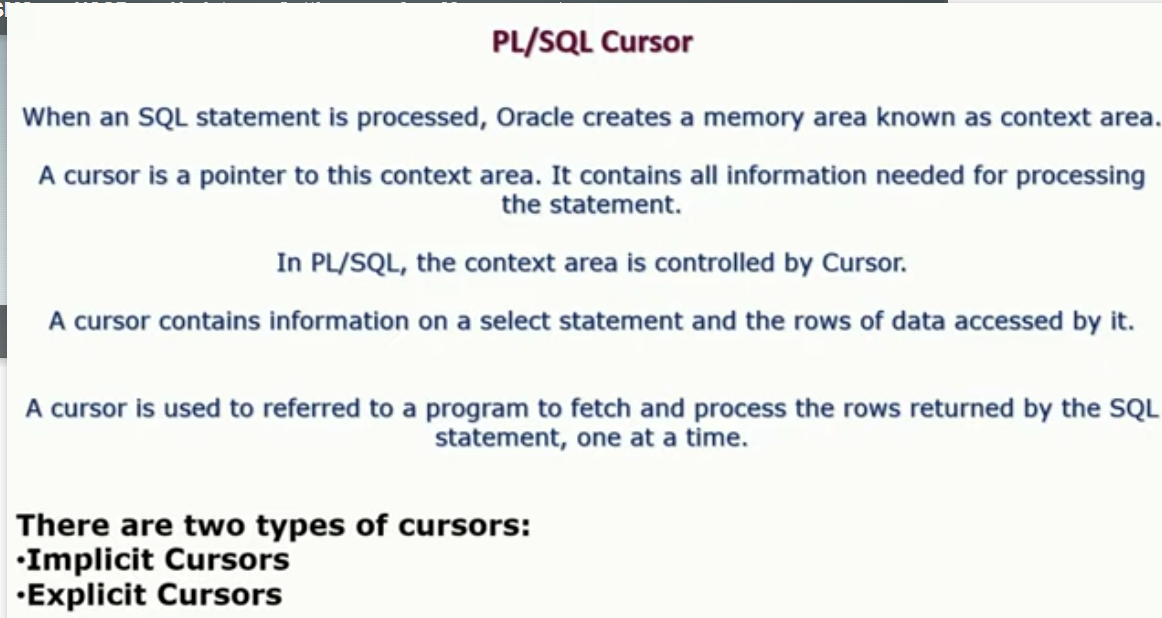 PL/SQL Cursor
When an SQL statement is processed, Oracle creates a memory area known as context area.
A cursor is a pointer to this context area. It contains all information needed for processing
the statement.
In PL/SQL, the context area is controlled by Cursor.
A cursor contains information on a select statement and the rows of data accessed by it.
A cursor is used to referred to a program to fetch and process the rows returned by the SQL
statement, one at a time.
There are two types of cursors:
•Implicit Cursors
•Explicit Cursors